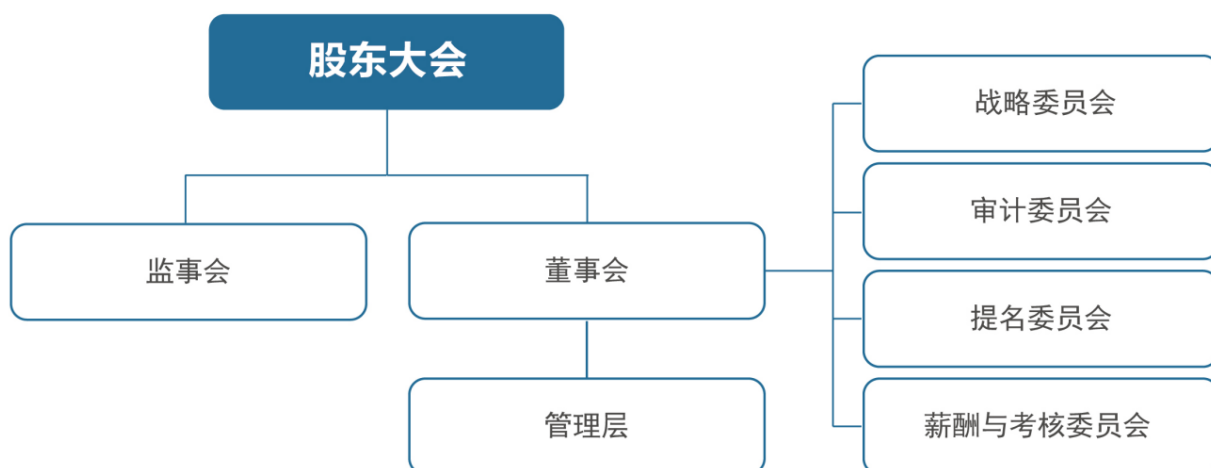 股东大会
监事会
董事会
管理层
战略委员会
审计委员会
提名委员会
薪酬与考核委员会